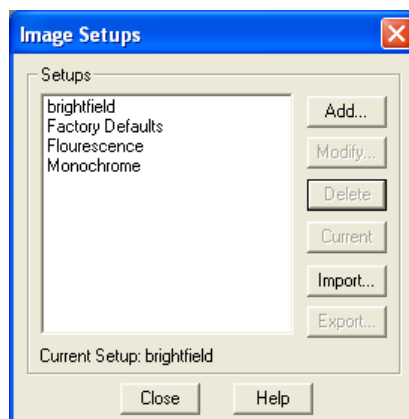 Image Setups
Setups
brightfield
Factory Defaults
Flourescence
Monochrome
Add...
Modify...
Delete
Current
Import...
Export...
Current Setup: brightfield
Close
Help